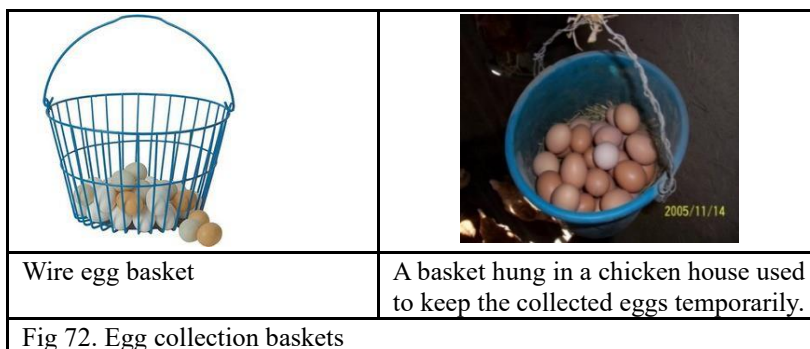 2005/11/14
Wire egg basket
A basket hung in a chicken house used
to keep the collected eggs temporarily.
Fig 72. Egg collection baskets